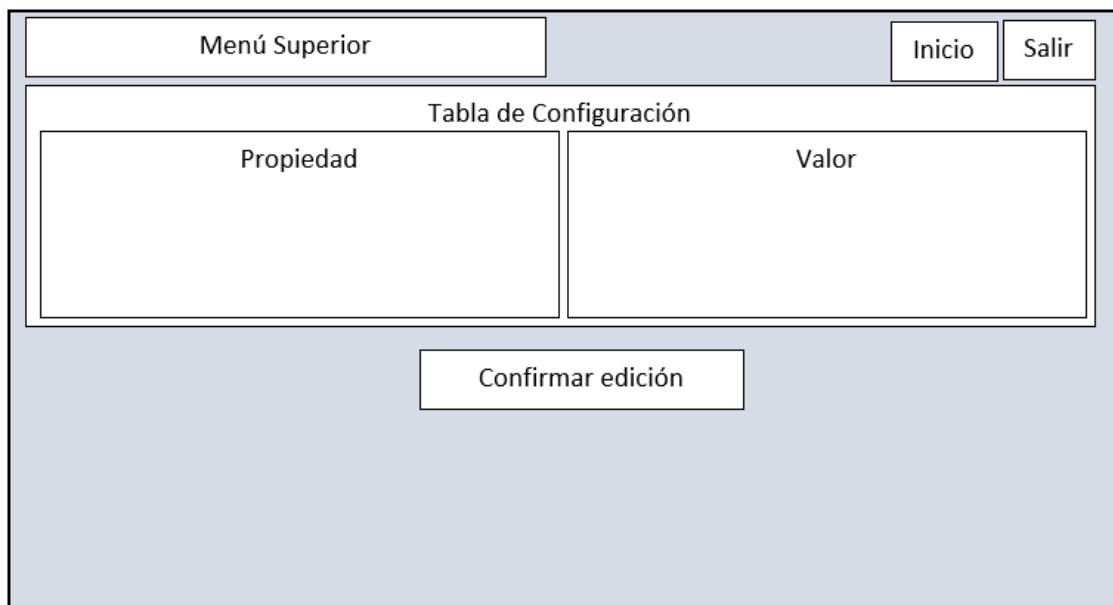 Menú Superior
Inicio
Salir
Tabla de Configuración
Propiedad
Valor
Confirmar edición